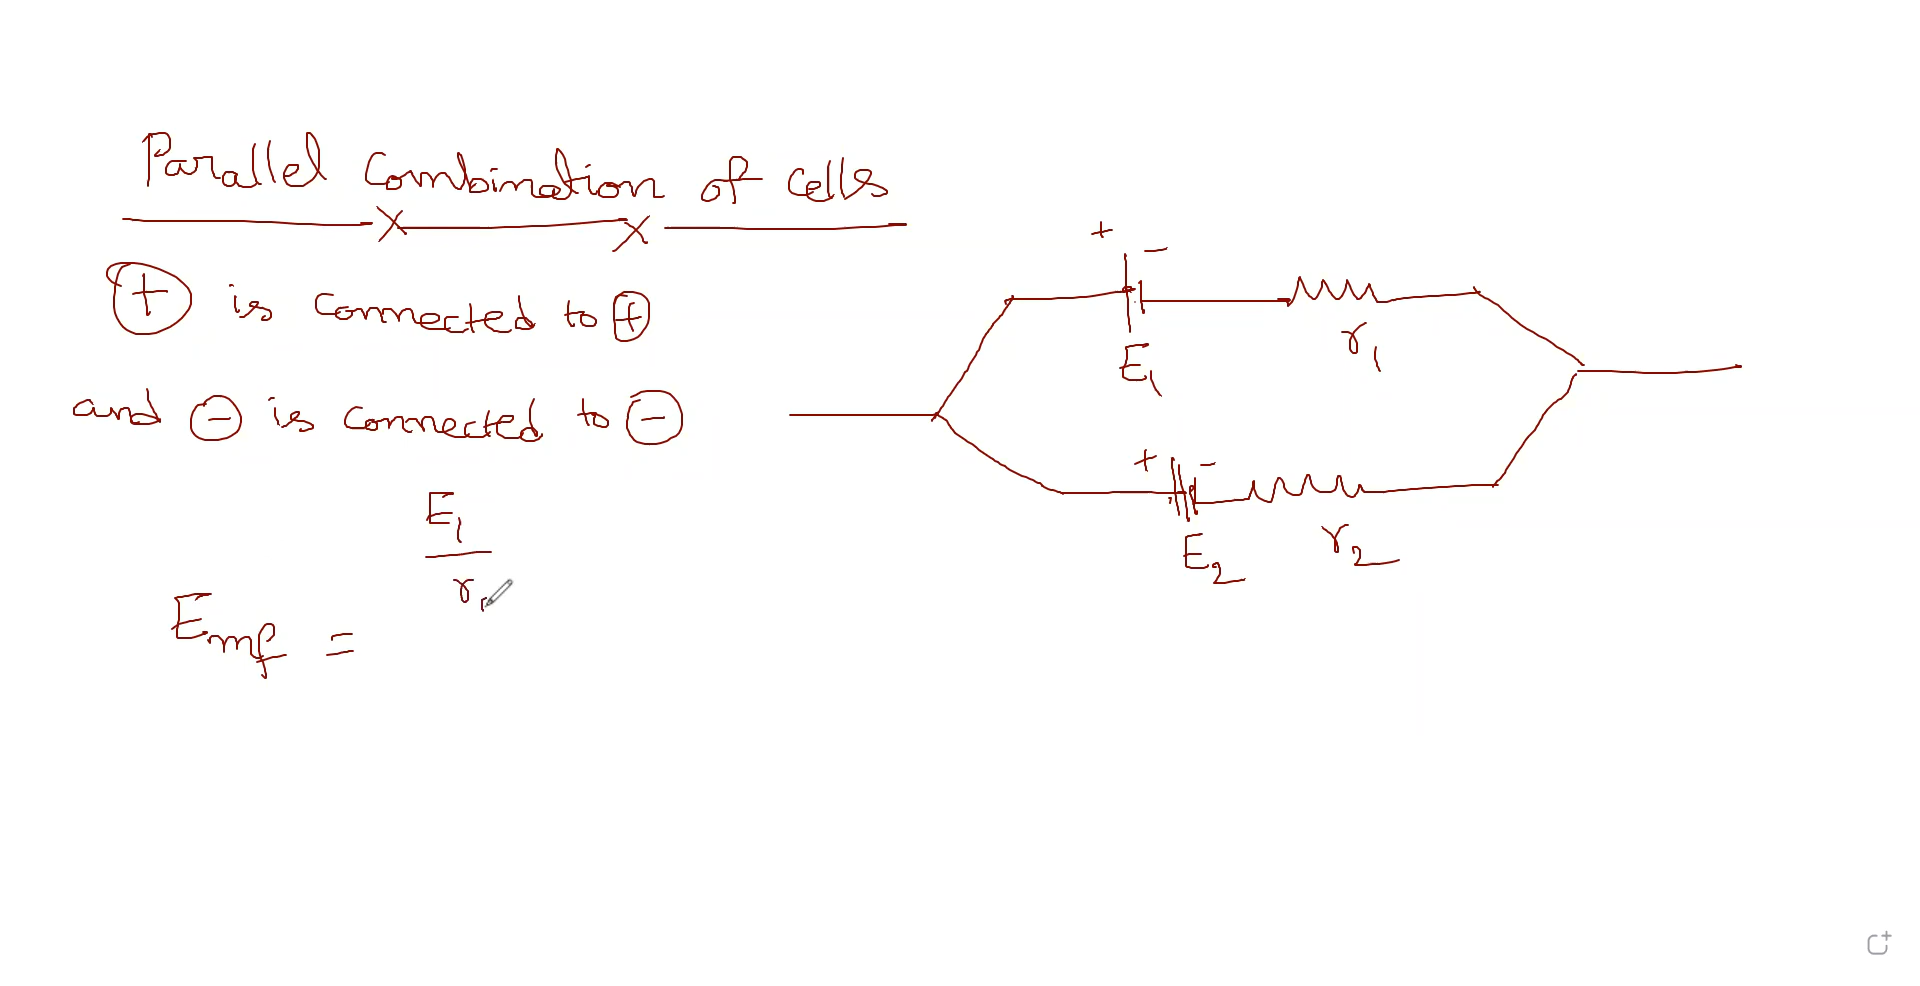 Parallel Combination of cells
+ is connected to +
and - is connected to -
E1
r1
Emf =
+ -
E1
r1
+ -
E2
r2